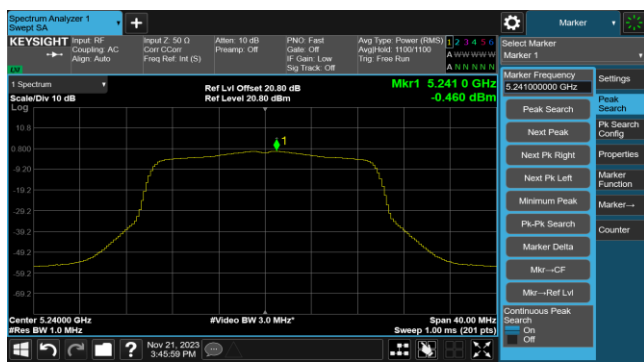 Spectrum Analyzer 1
Swept SA
Marker
KEYSIGHT
Input: RF
Coupling: AC
Align: Auto
Input Z: 50 Ω
Corr CCorr
Freq Ref: Int (S)
Atten: 10 dB
Preamp: Off
PNO: Fast
Gate: Off
IF Gain: Low
Sig Track: Off
Avg Type: Power (RMS)
Avg|Hold: 1100/1100
Trig: Free Run
1 2 3 4 5 6
A W W W W W
A N N N N N
Select Marker
Marker 1
1 Spectrum
Scale/Div 10 dB
Log
Ref Lvl Offset 20.80 dB
Ref Level 20.80 dBm
Mkr1 5.241 0 GHz
-0.460 dBm
1
10.8
0.800
-9.20
-19.2
-29.2
-39.2
-49.2
-59.2
-69.2
Center 5.24000 GHz
#Res BW 1.0 MHz
#Video BW 3.0 MHz*
Span 40.00 MHz
Sweep 1.00 ms (201 pts)
Marker Frequency
5.241000000 GHz
Peak Search
Next Peak
Next Pk Right
Next Pk Left
Minimum Peak
Pk-Pk Search
Marker Delta
Mkr→CF
Mkr→Ref Lvl
Continuous Peak
Search
On
Off
Settings
Peak
Search
Pk Search
Config
Properties
Marker
Function
Marker→
Counter
?
Nov 21, 2023
3:45:59 PM